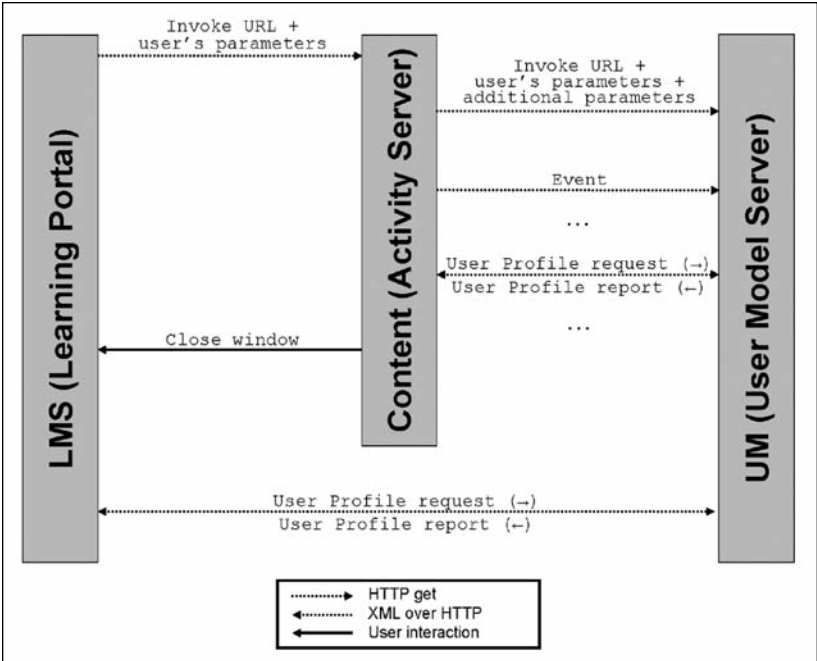 Invoke URL +
user's parameters
Invoke URL +
user's parameters +
additional parameters
Event
...
User Profile request (→)
User Profile report (←)
...
Close window
User Profile request (→)
User Profile report (←)
LMS (Learning Portal)
Content (Activity Server)
UM (User Model Server)
HTTP get
XML over HTTP
User interaction